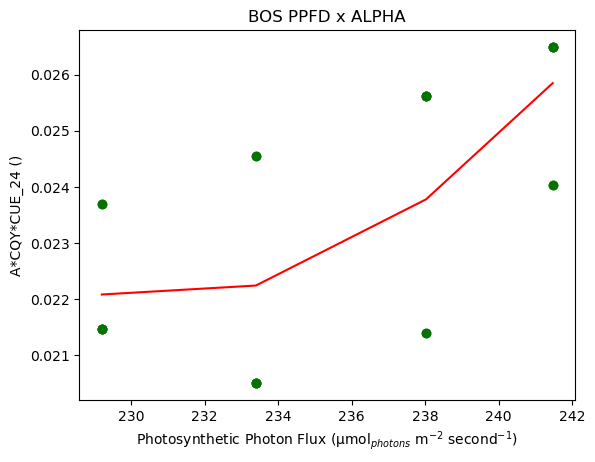 BOS PPFD x ALPHA
0.026
0.025
0.024
0.023
0.022
0.021
A*CQY*CUE_24 ()
230 232 234 236 238 240 242
Photosynthetic Photon Flux (μmol_photons m⁻² second⁻¹)